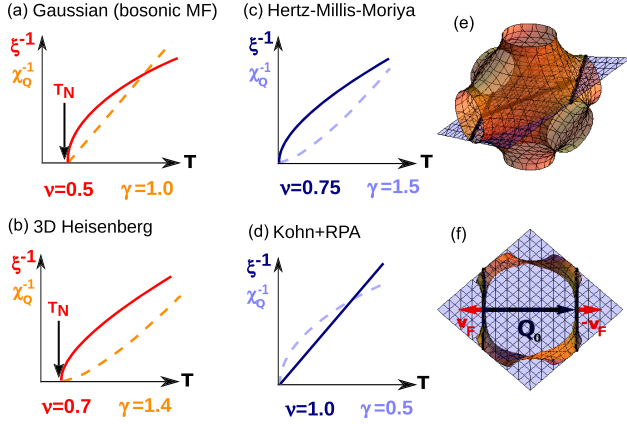 (a) Gaussian (bosonic MF)
ξ⁻¹
χ_Q⁻¹
T_N
T
ν=0.5 γ=1.0
(b) 3D Heisenberg
ξ⁻¹
χ_Q⁻¹
T_N
T
ν=0.7 γ=1.4
(c) Hertz-Millis-Moriya
ξ⁻¹
χ_Q⁻¹
T
ν=0.75 γ=1.5
(d) Kohn+RPA
ξ⁻¹
χ_Q⁻¹
T
ν=1.0 γ=0.5
(e)
(f)
v_F Q₀ -v_F